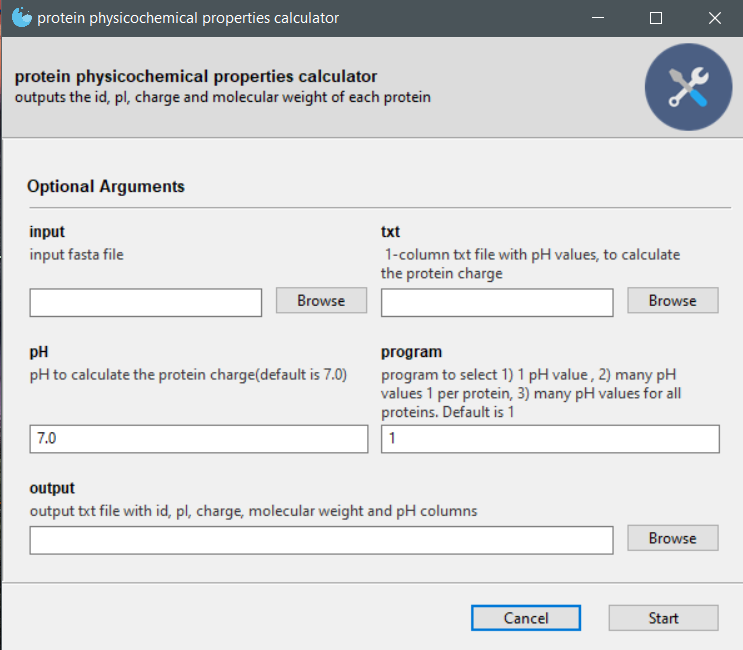 protein physicochemical properties calculator
protein physicochemical properties calculator
outputs the id, pI, charge and molecular weight of each protein
Optional Arguments
input
input fasta file
Browse
txt
1-column txt file with pH values, to calculate
the protein charge
Browse
pH
pH to calculate the protein charge(default is 7.0)
7.0
program
program to select 1) 1 pH value , 2) many pH
values 1 per protein, 3) many pH values for all
proteins. Default is 1
1
output
output txt file with id, pI, charge, molecular weight and pH columns
Browse
Cancel
Start